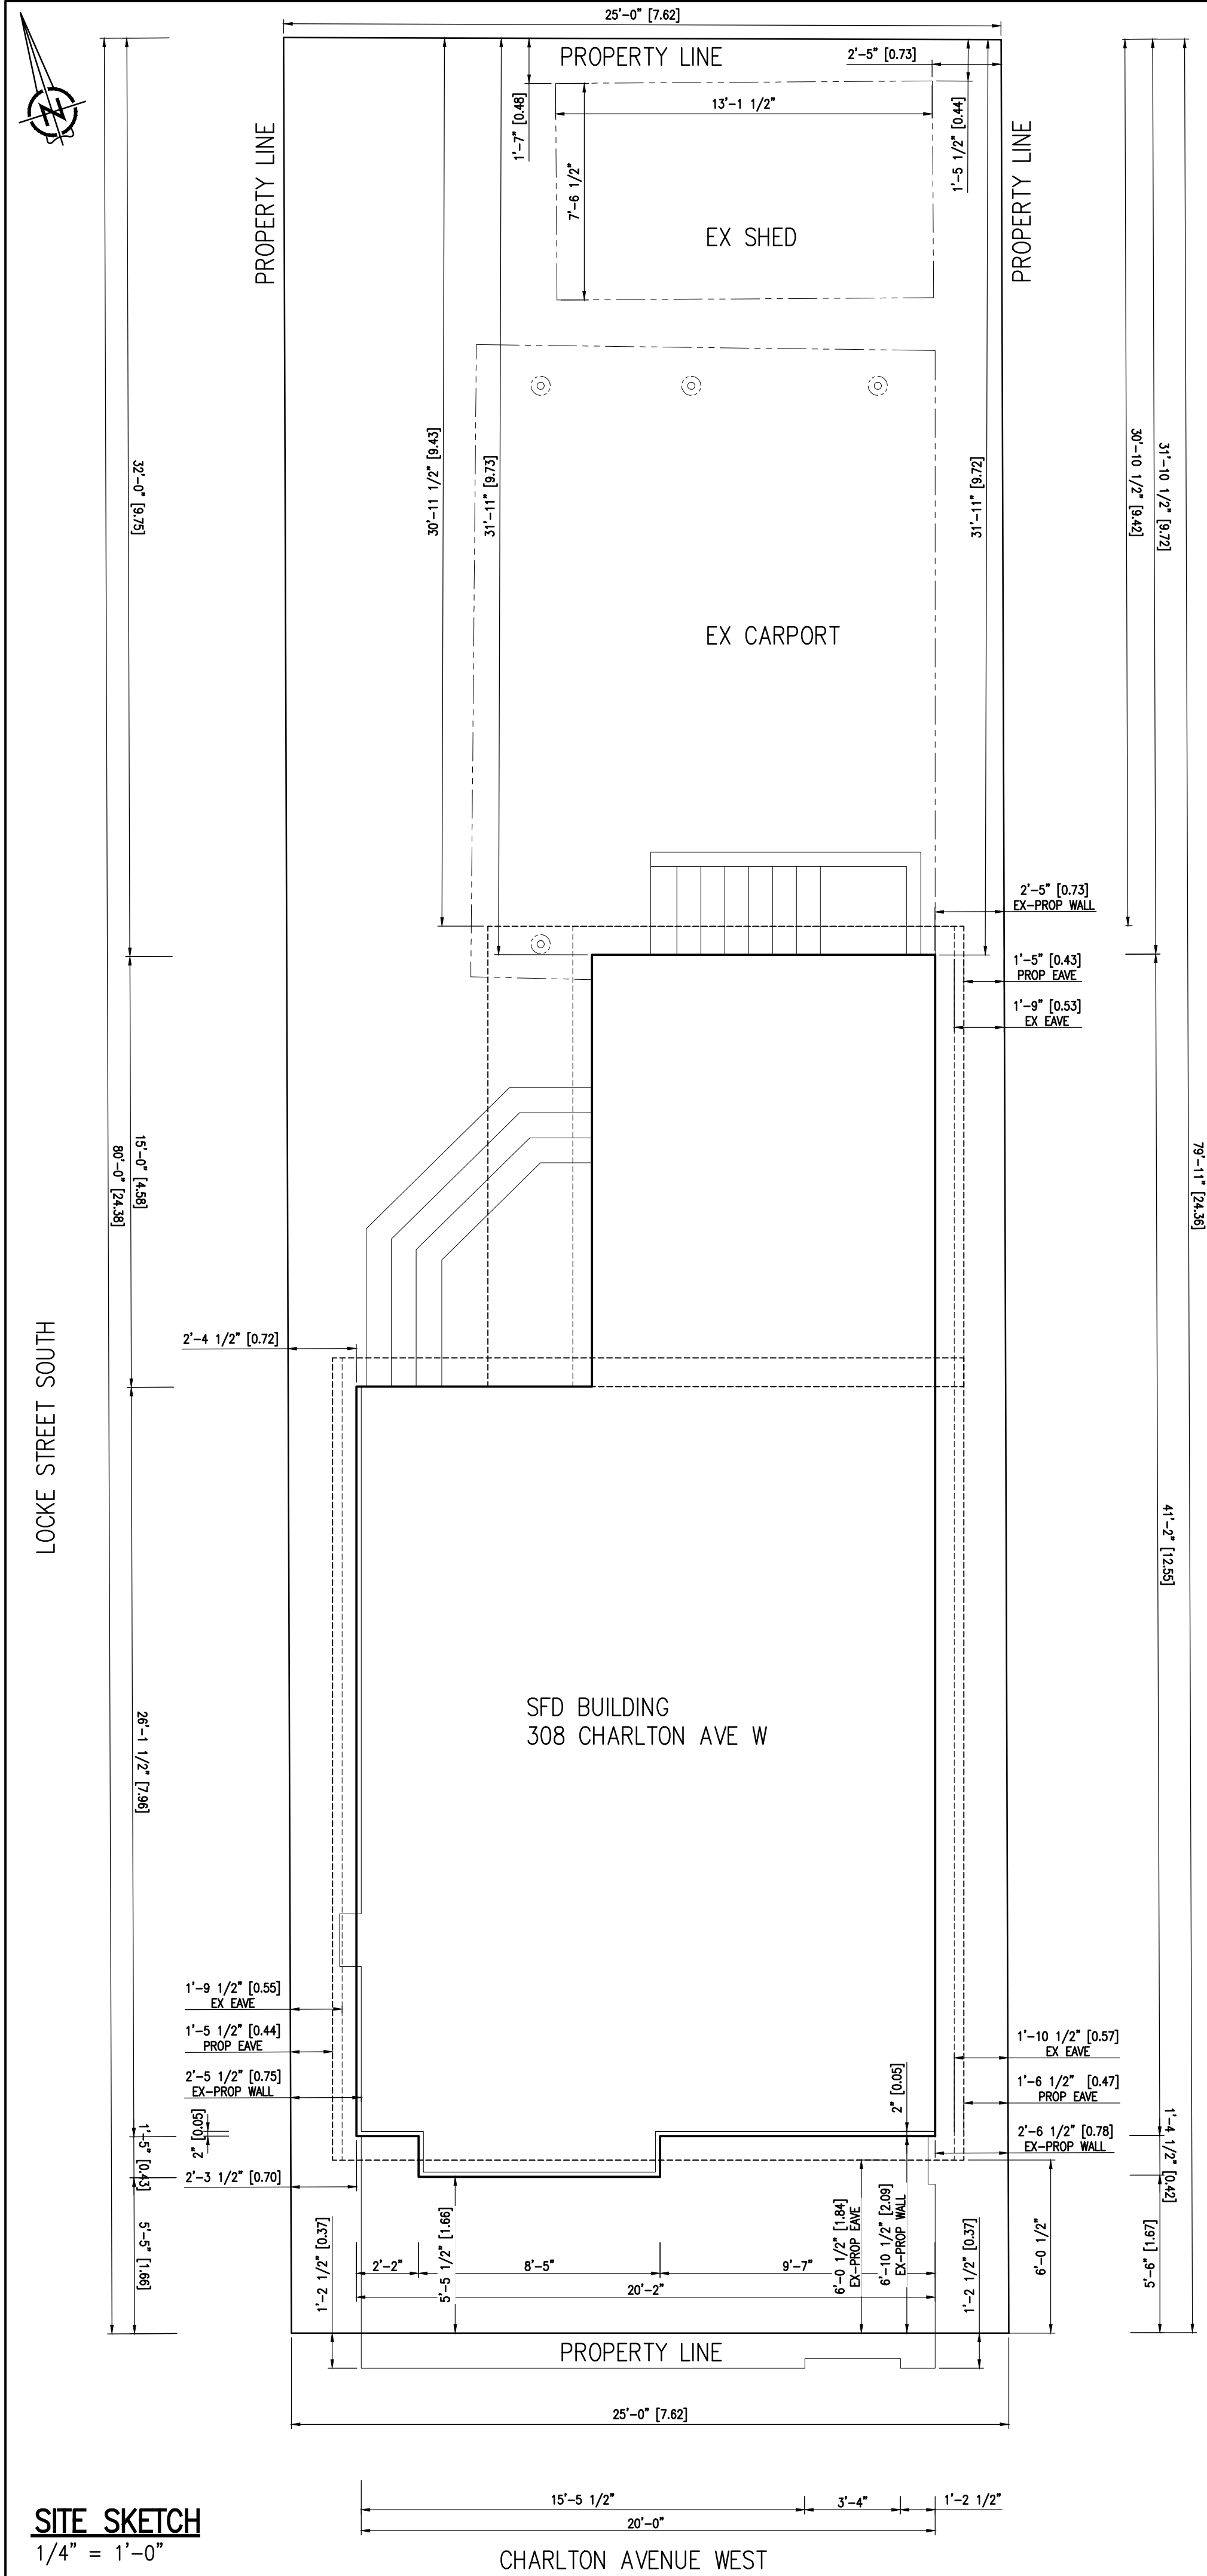 25'-0" [7.62]
PROPERTY LINE
2'-5" [0.73]
N
13'-1 1/2"
1'-7" [0.48]
1'-5 1/2" [0.44]
PROPERTY LINE
PROPERTY LINE
7'-6 1/2"
EX SHED
32'-0" [9.75]
30'-11 1/2" [9.43]
31'-11" [9.73]
31'-11" [9.72]
30'-10 1/2" [9.42]
31'-10 1/2" [9.72]
EX CARPORT
2'-5" [0.73]
EX-PROP WALL
1'-5" [0.43]
PROP EAVE
1'-9" [0.53]
EX EAVE
15'-0" [4.58]
80'-0" [24.38]
79'-11" [24.36]
2'-4 1/2" [0.72]
LOCKE STREET SOUTH
41'-2" [12.55]
SFD BUILDING
308 CHARLTON AVE W
26'-1 1/2" [7.96]
1'-9 1/2" [0.55]
EX EAVE
1'-5 1/2" [0.44]
PROP EAVE
2'-5 1/2" [0.75]
EX-PROP WALL
1'-10 1/2" [0.57]
EX EAVE
1'-6 1/2" [0.47]
PROP EAVE
2'-6 1/2" [0.78]
EX-PROP WALL
2" [0.05]
2" [0.05]
1'-5" [0.43]
2'-3 1/2" [0.70]
1'-4 1/2" [0.42]
5'-5" [1.66]
1'-2 1/2" [0.37]
2'-2"
5'-5 1/2" [1.66]
8'-5"
9'-7"
20'-2"
6'-0 1/2" [1.84]
EX-PROP EAVE
6'-10 1/2" [2.09]
EX-PROP WALL
1'-2 1/2" [0.37]
6'-0 1/2"
5'-6" [1.67]
PROPERTY LINE
25'-0" [7.62]
15'-5 1/2"
3'-4"
1'-2 1/2"
20'-0"
SITE SKETCH
1/4" = 1'-0"
CHARLTON AVENUE WEST